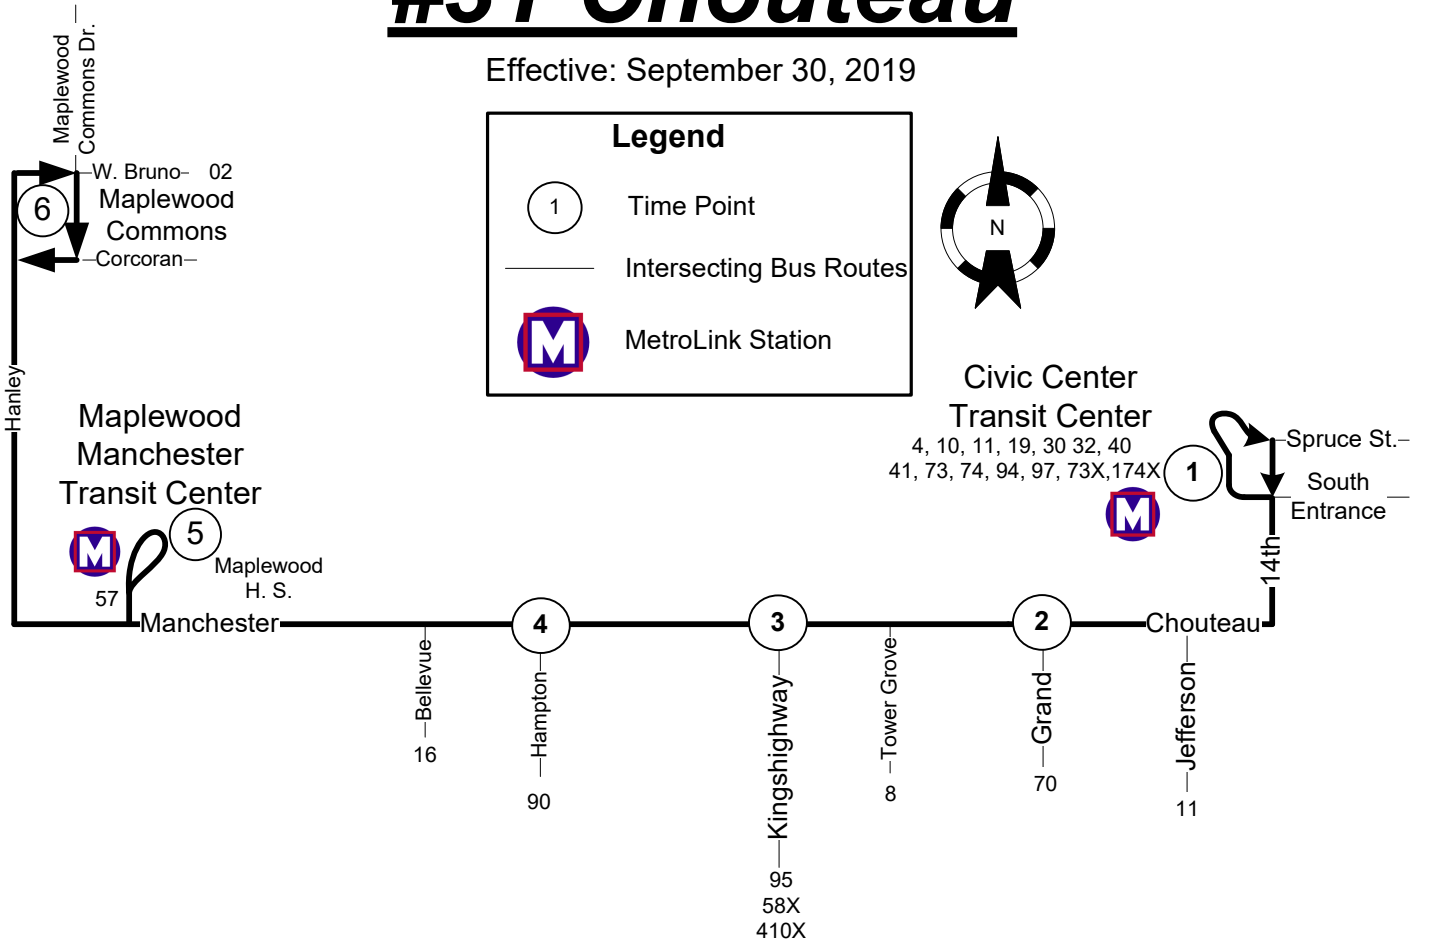 #31 Chouteau
Effective: September 30, 2019
Maplewood
Commons Dr.
Legend
1 Time Point
Intersecting Bus Routes
M MetroLink Station
N
W. Bruno 02
6
Maplewood
Commons
Corcoran
Hanley
Maplewood
Manchester
Transit Center
M
5
Maplewood
H. S.
57
Manchester
Civic Center
Transit Center
4, 10, 11, 19, 30 32, 40
41, 73, 74, 94, 97, 73X,174X
1
M
Spruce St.
South
Entrance
14th
Chouteau
4
3
2
Bellevue
16
Hampton
90
Kingshighway
95
58X
410X
Tower Grove
8
Grand
70
Jefferson
11